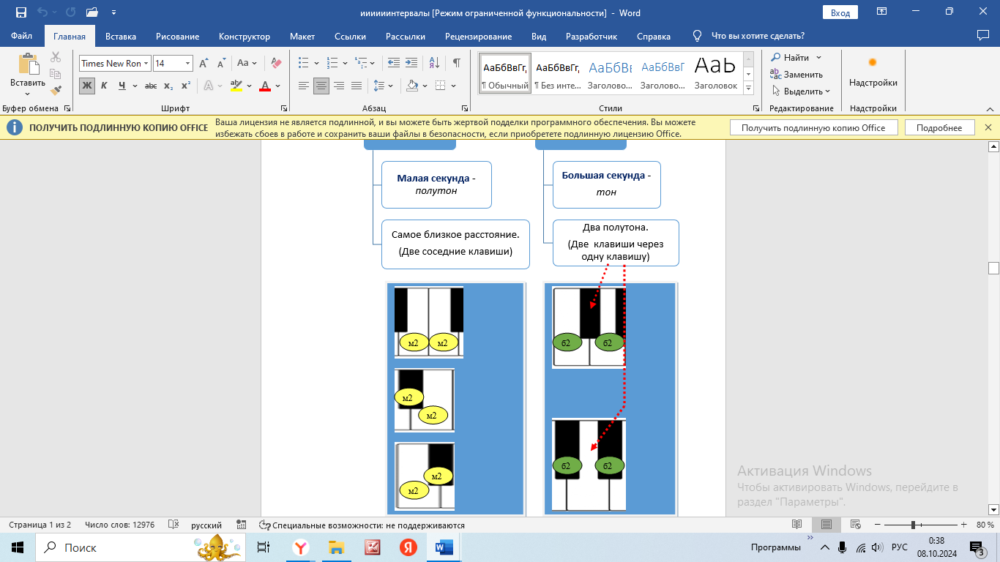 ииииинтервалы [Режим ограниченной функциональности] - Word
Вход
Файл
Главная
Вставка
Рисование
Конструктор
Макет
Ссылки
Рассылки
Рецензирование
Вид
Разработчик
Справка
Что вы хотите сделать?
Вставить
Буфер обмена
Times New Ron
14
Aa
Ж К Ч abc x₂ x²
Шрифт
Абзац
АаБбВвГг,
¶ Обычный
АаБбВвГг,
¶ Без инте...
АаБбВв
Заголово...
АаБбВвГ
Заголово...
АаЬ
Заголовок
Стили
Найти
Заменить
Выделить
Редактирование
Настройки
Настройки
ПОЛУЧИТЬ ПОДЛИННУЮ КОПИЮ OFFICE
Ваша лицензия не является подлинной, и вы можете быть жертвой подделки программного обеспечения. Вы можете
избежать сбоев в работе и сохранить ваши файлы в безопасности, если приобретете подлинную лицензию Office.
Получить подлинную копию Office
Подробнее
Малая секунда -
полутон
Большая секунда -
тон
Самое близкое расстояние.
(Две соседние клавиши)
Два полутона.
(Две клавиши через
одну клавишу)
м2 м2
б2 б2
м2
м2
б2 б2
м2
м2
Активация Windows
Чтобы активировать Windows, перейдите в
раздел "Параметры".
Страница 1 из 2
Число слов: 12976
русский
Специальные возможности: не поддерживаются
80 %
Поиск
Программы
РУС
0:38
08.10.2024
3